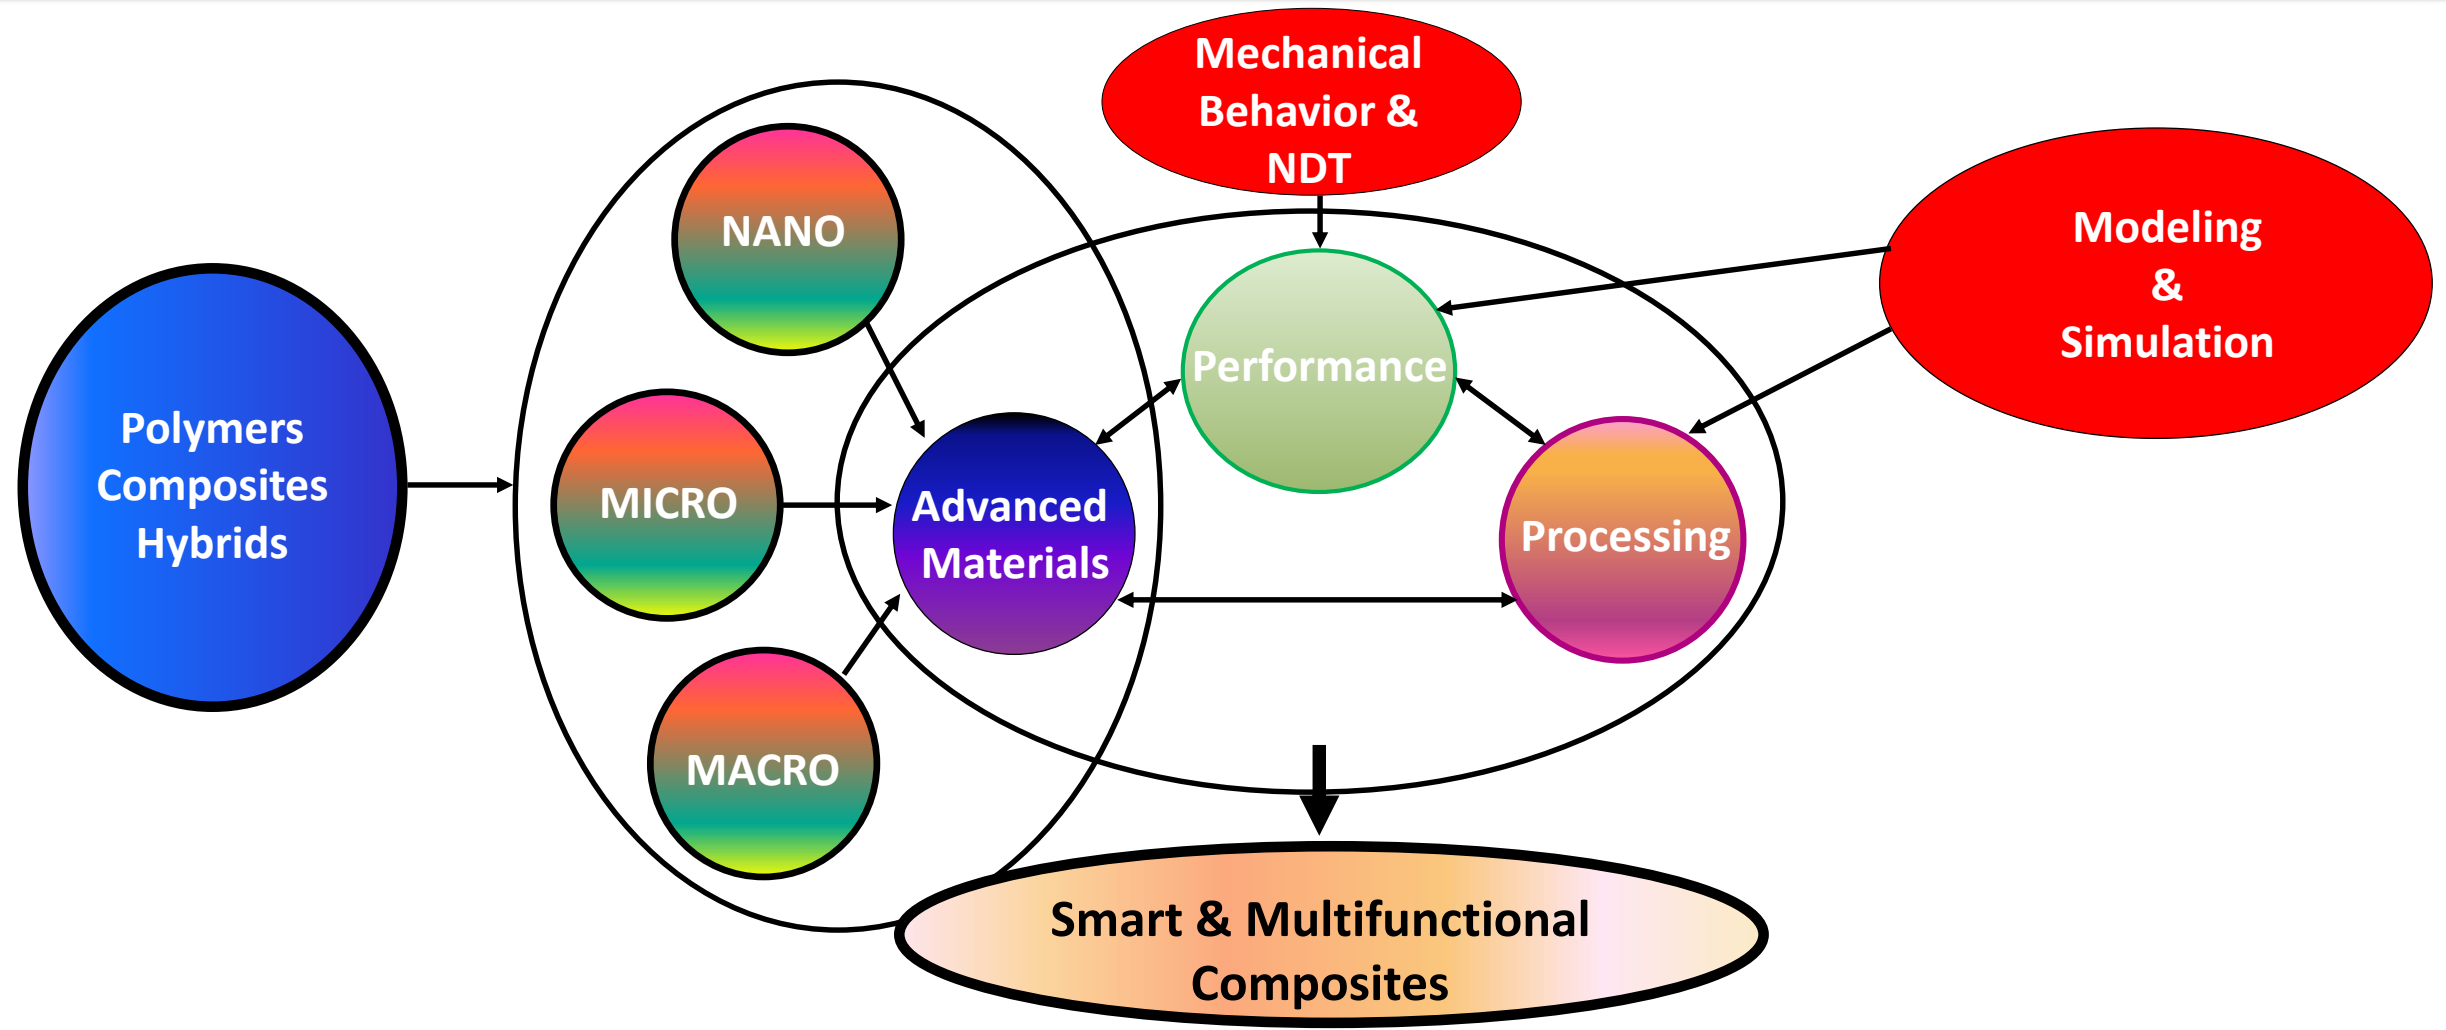 Mechanical
Behavior &
NDT
NANO
Modeling
&
Simulation
Performance
Polymers
Composites
Hybrids
MICRO
Advanced
Materials
Processing
MACRO
Smart & Multifunctional
Composites